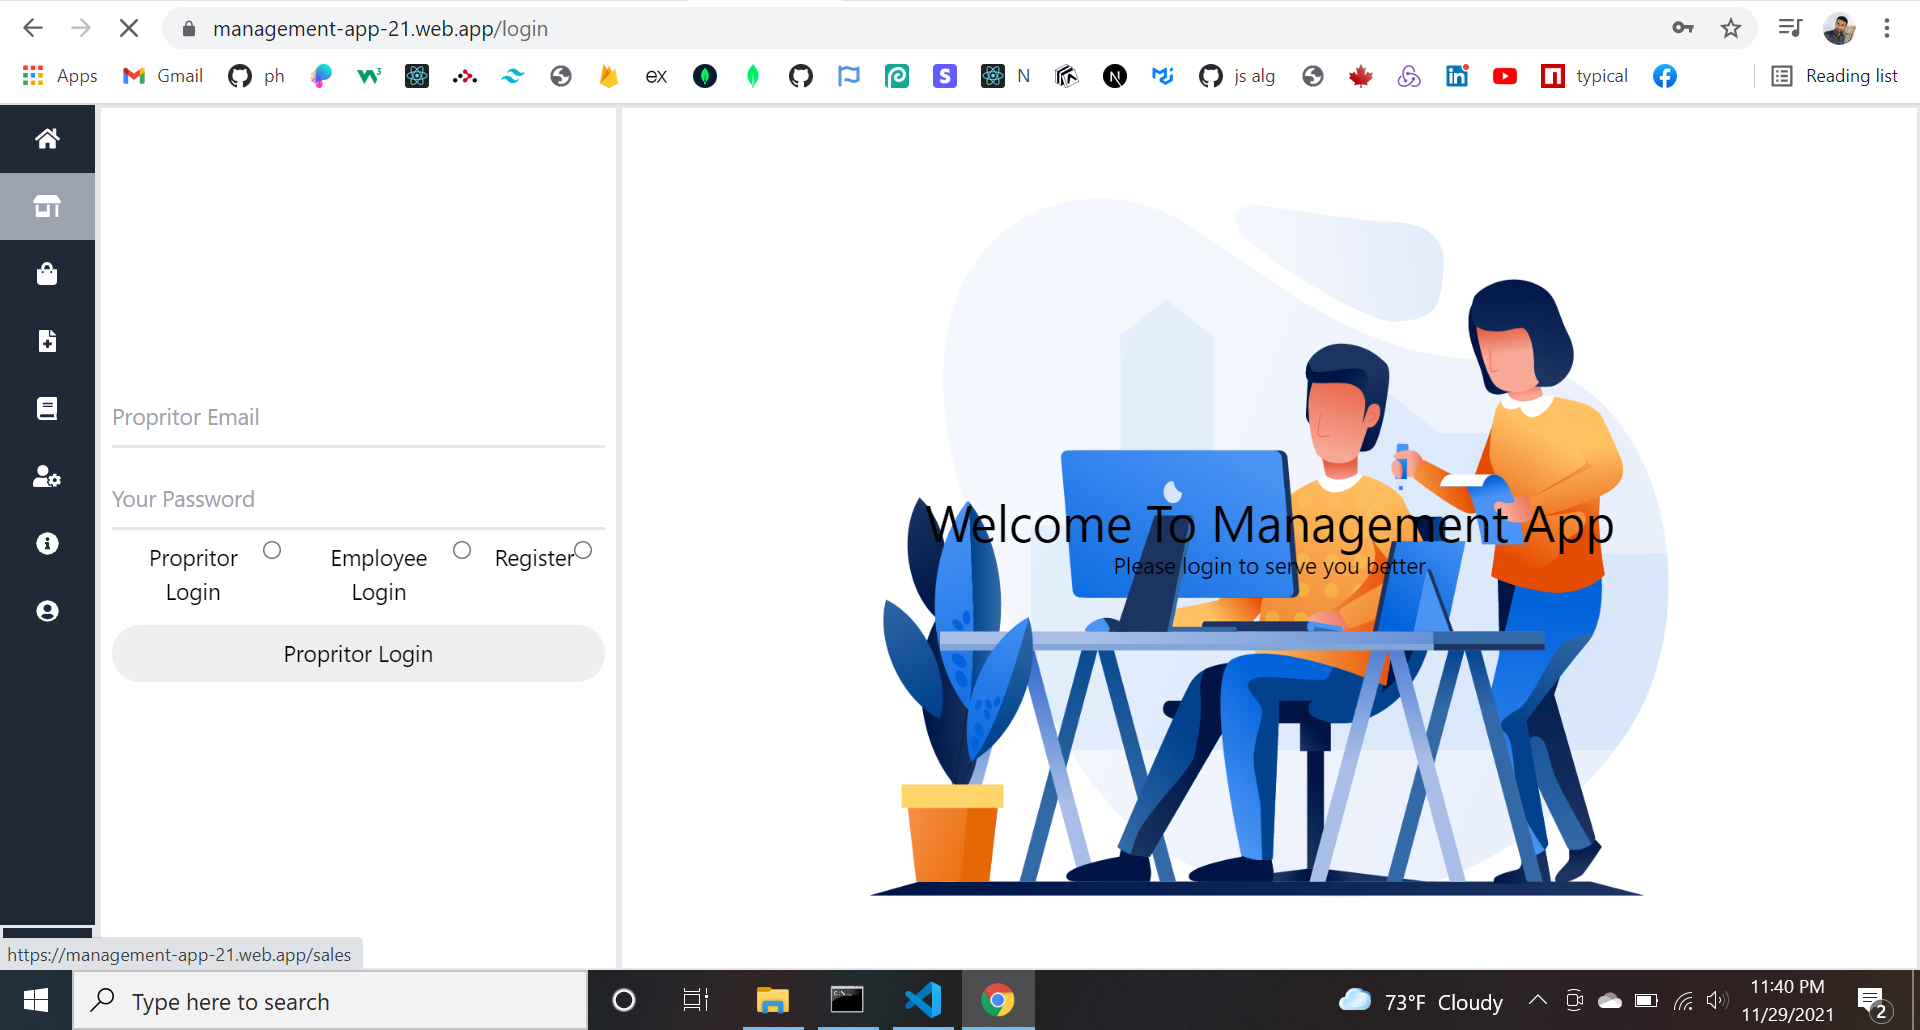 management-app-21.web.app/login
Apps Gmail ph ex N js alg typical Reading list
Propritor Email
Your Password
Propritor Login
Employee Login
Register
Propritor Login
Welcome To Management App
Please login to serve you better
https://management-app-21.web.app/sales
Type here to search
73°F Cloudy
11:40 PM
11/29/2021
2